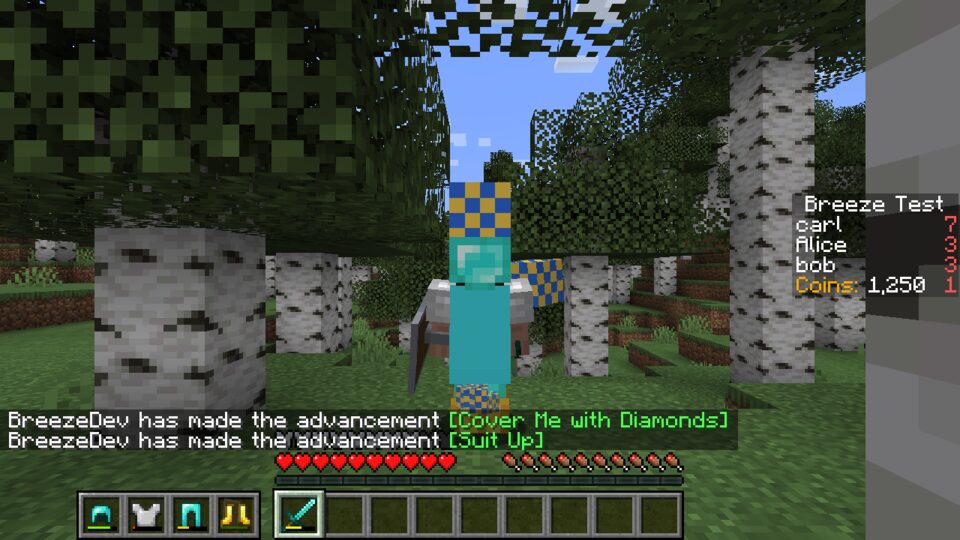 Breeze Test
carl 7
Alice 3
bob 3
Coins: 1,250 1
BreezeDev has made the advancement [Cover Me with Diamonds]
BreezeDev has made the advancement [Suit Up]